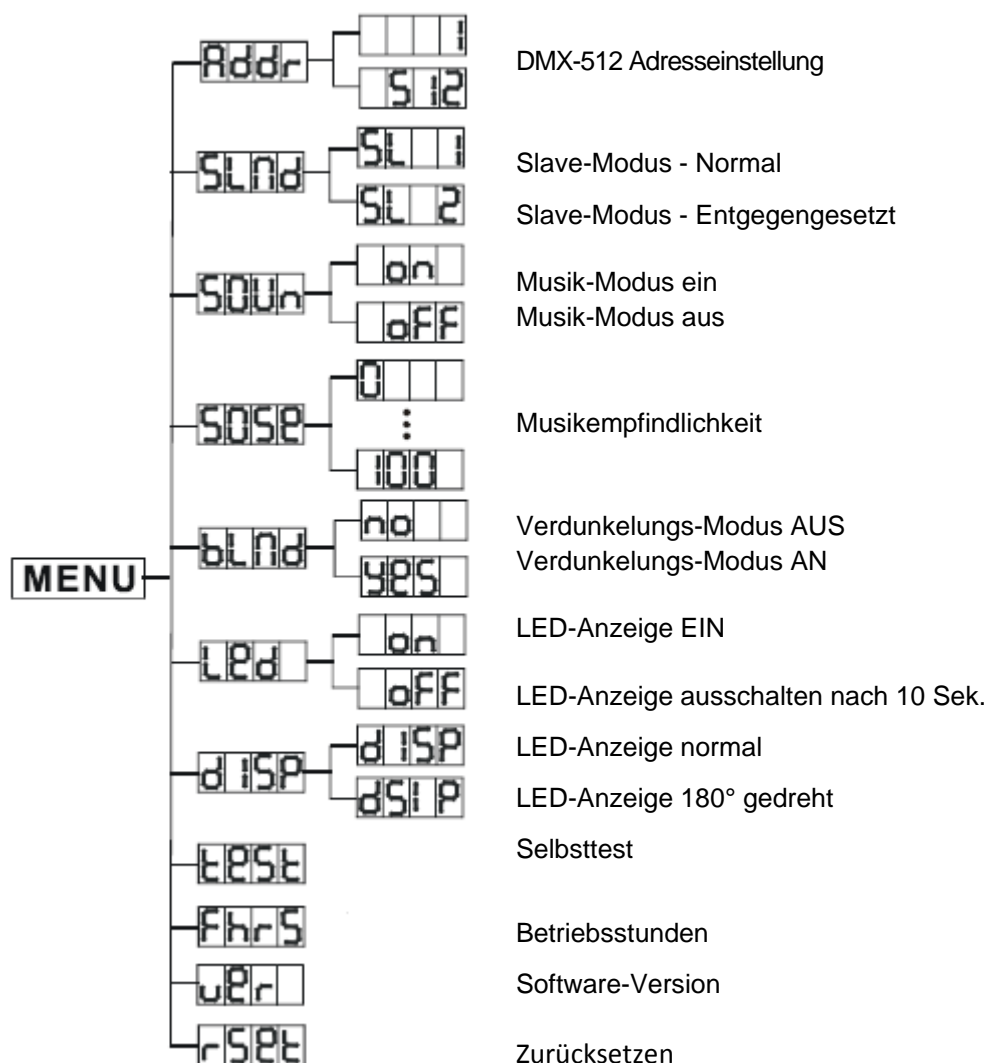 1
Addr DMX-512 Adresseinstellung
512
SL 1 Slave-Modus - Normal
SLMd
SL 2 Slave-Modus - Entgegengesetzt
on Musik-Modus ein
SOUn
oFF Musik-Modus aus
0
SOSe Musikempfindlichkeit
100
no Verdunkelungs-Modus AUS
bLMd
yeS Verdunkelungs-Modus AN
MENU
on LED-Anzeige EIN
Led
oFF LED-Anzeige ausschalten nach 10 Sek.
diSP LED-Anzeige normal
diSP
dSiP LED-Anzeige 180° gedreht
teSt Selbsttest
FhrS Betriebsstunden
ver Software-Version
rSet Zurücksetzen